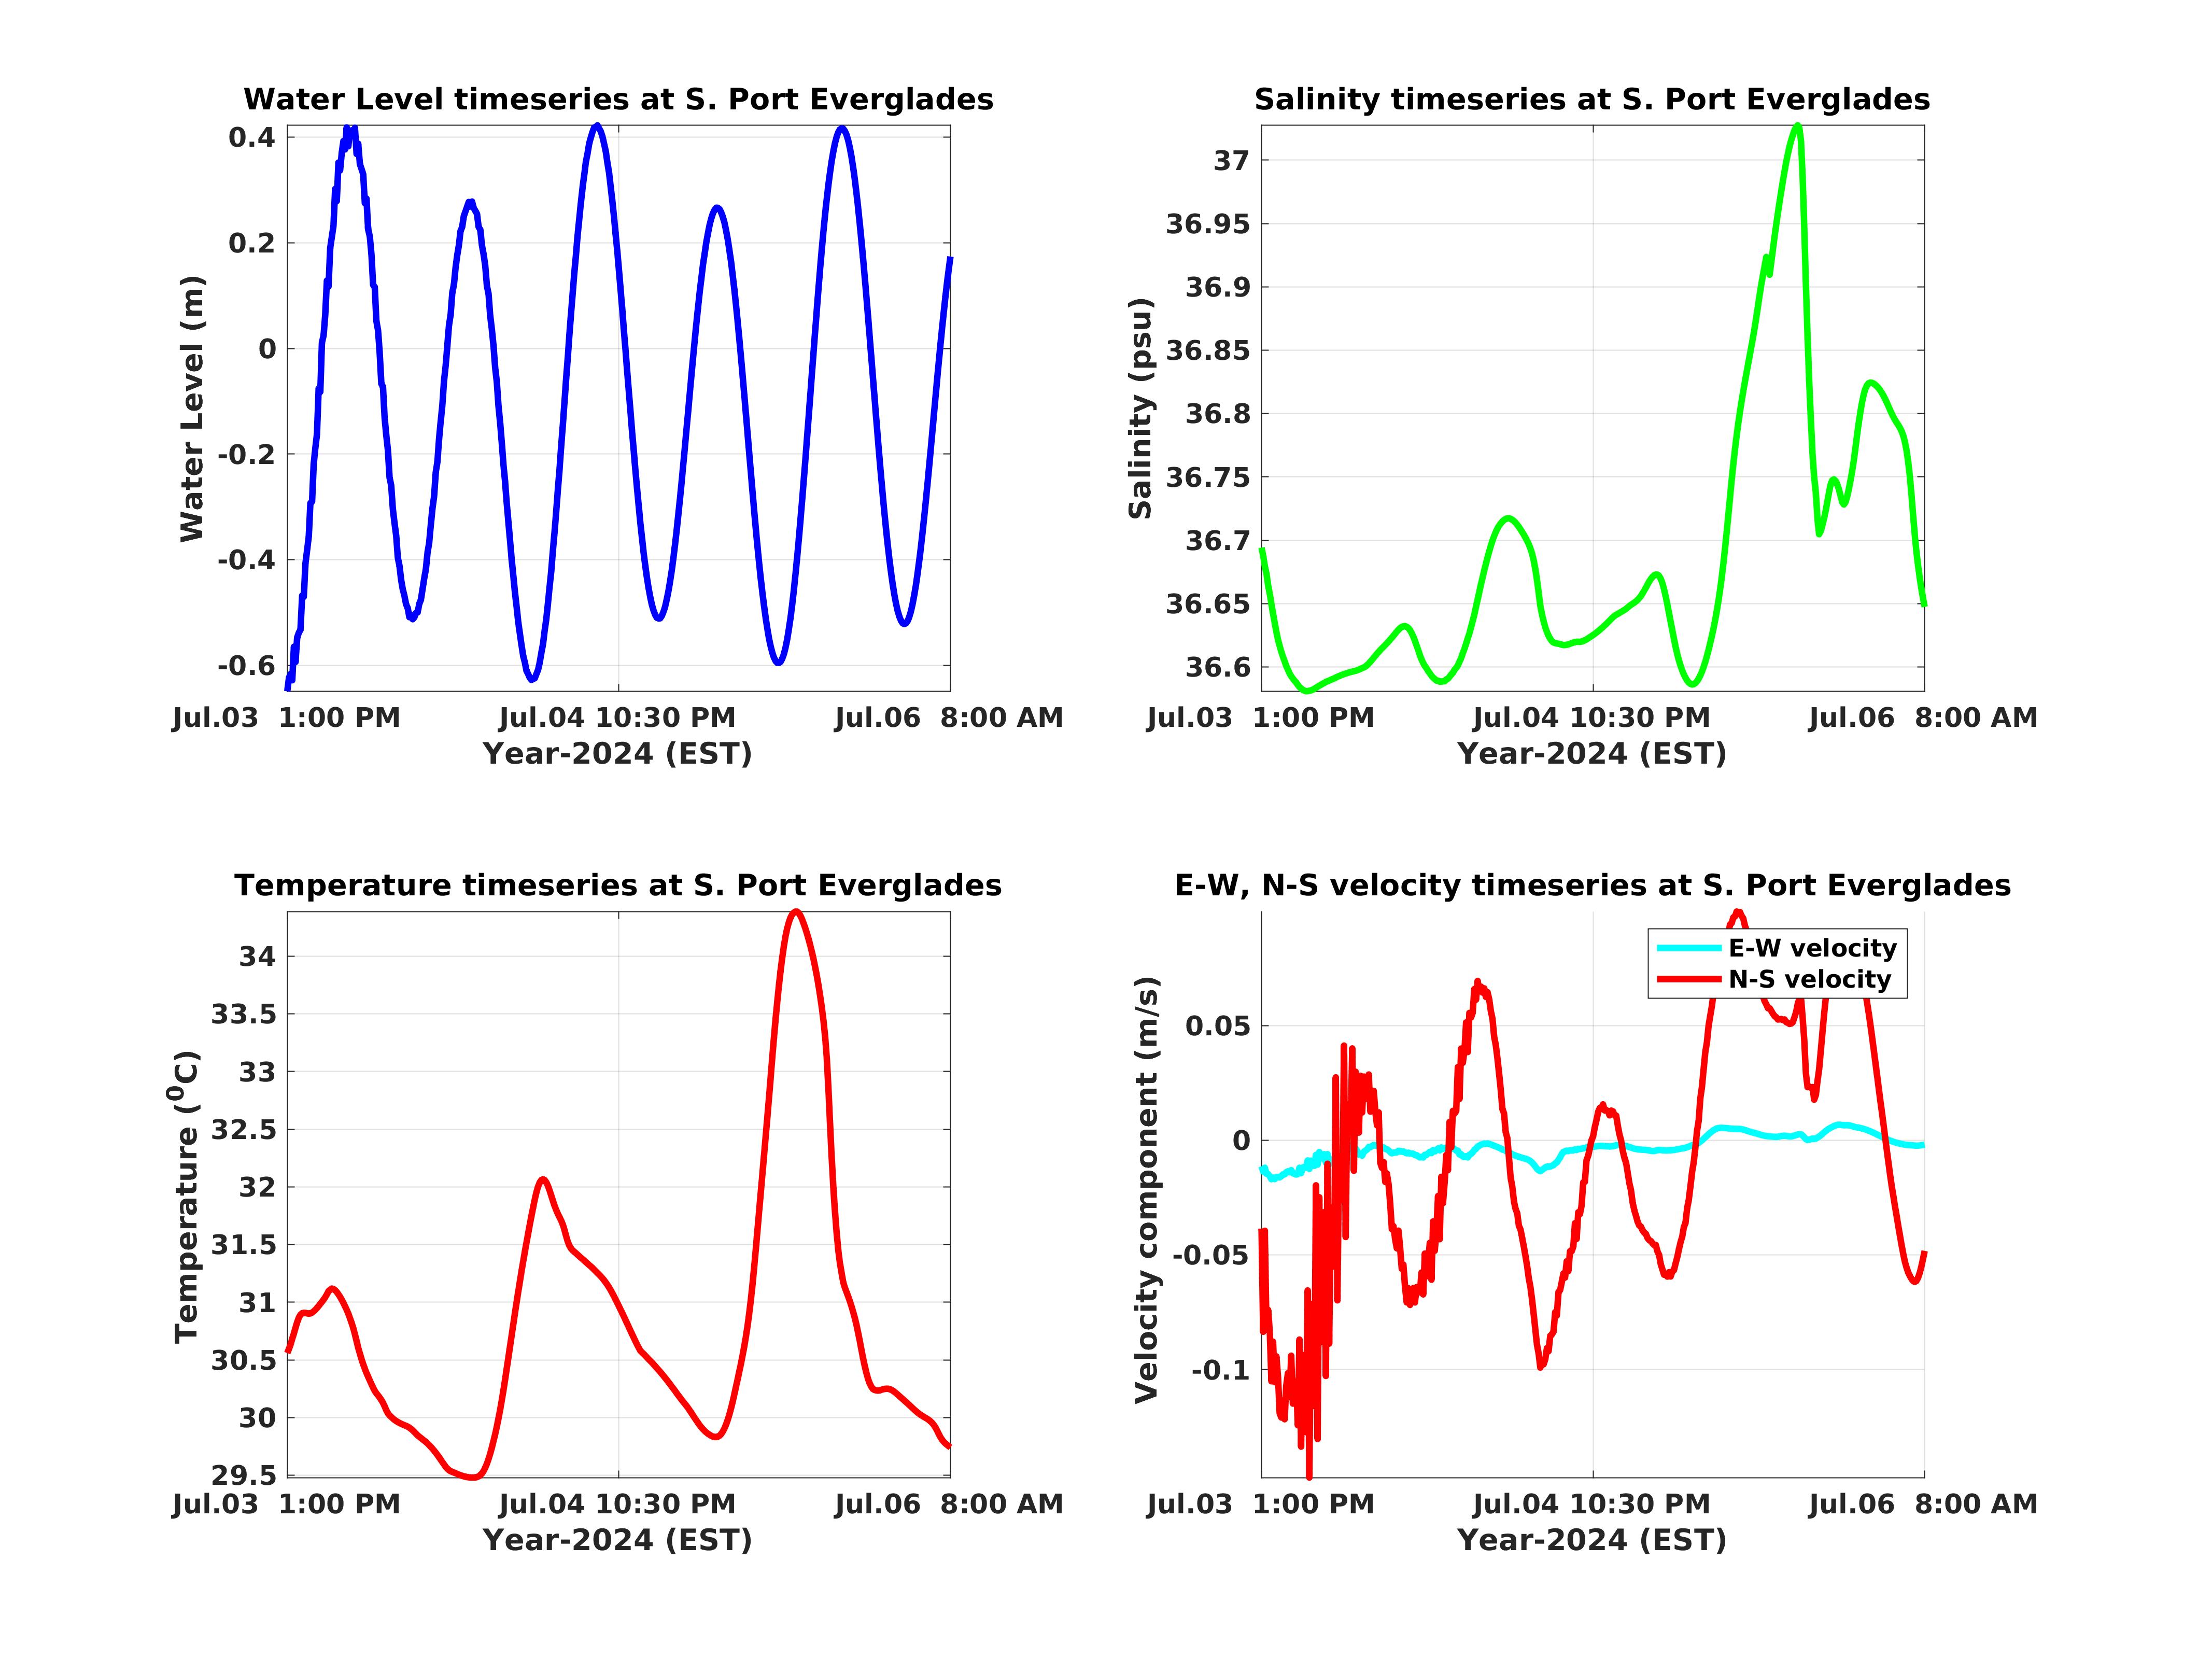 Water Level timeseries at S. Port Everglades
0.4
0.2
0
-0.2
-0.4
-0.6
Water Level (m)
Jul.03 1:00 PM
Jul.04 10:30 PM
Jul.06 8:00 AM
Year-2024 (EST)
Salinity timeseries at S. Port Everglades
37
36.95
36.9
36.85
36.8
36.75
36.7
36.65
36.6
Salinity (psu)
Jul.03 1:00 PM
Jul.04 10:30 PM
Jul.06 8:00 AM
Year-2024 (EST)
Temperature timeseries at S. Port Everglades
34
33.5
33
32.5
32
31.5
31
30.5
30
29.5
Temperature (⁰C)
Jul.03 1:00 PM
Jul.04 10:30 PM
Jul.06 8:00 AM
Year-2024 (EST)
E-W, N-S velocity timeseries at S. Port Everglades
E-W velocity
N-S velocity
0.05
0
-0.05
-0.1
Velocity component (m/s)
Jul.03 1:00 PM
Jul.04 10:30 PM
Jul.06 8:00 AM
Year-2024 (EST)